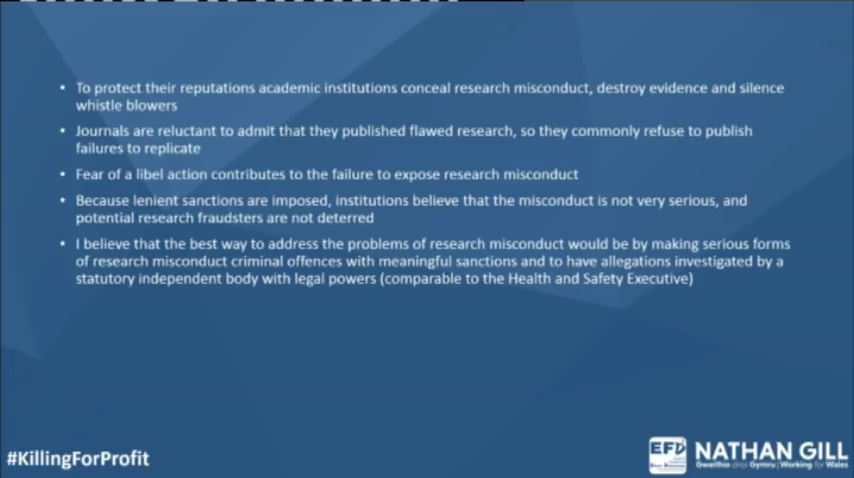 • To protect their reputations academic institutions conceal research misconduct, destroy evidence and silence
whistle blowers
• Journals are reluctant to admit that they published flawed research, so they commonly refuse to publish
failures to replicate
• Fear of a libel action contributes to the failure to expose research misconduct
• Because lenient sanctions are imposed, institutions believe that the misconduct is not very serious, and
potential research fraudsters are not deterred
• I believe that the best way to address the problems of research misconduct would be by making serious forms
of research misconduct criminal offences with meaningful sanctions and to have allegations investigated by a
statutory independent body with legal powers (comparable to the Health and Safety Executive)
#KillingForProfit
EFD
NATHAN GILL
Gweithio dros Gymru | Working for Wales